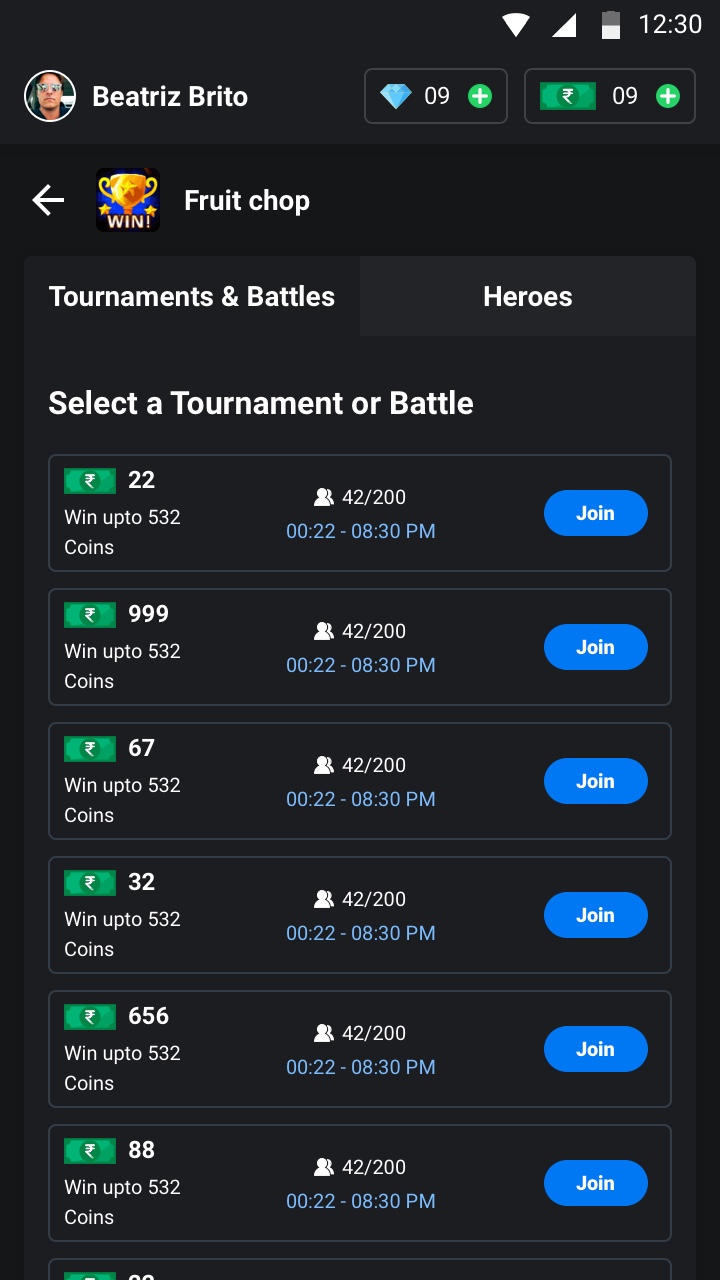 12:30
Beatriz Brito
09
₹
09
WIN!
Fruit chop
Tournaments & Battles
Heroes
Select a Tournament or Battle
₹ 22
Win upto 532
Coins
42/200
00:22 - 08:30 PM
Join
₹ 999
Win upto 532
Coins
42/200
00:22 - 08:30 PM
Join
₹ 67
Win upto 532
Coins
42/200
00:22 - 08:30 PM
Join
₹ 32
Win upto 532
Coins
42/200
00:22 - 08:30 PM
Join
₹ 656
Win upto 532
Coins
42/200
00:22 - 08:30 PM
Join
₹ 88
Win upto 532
Coins
42/200
00:22 - 08:30 PM
Join